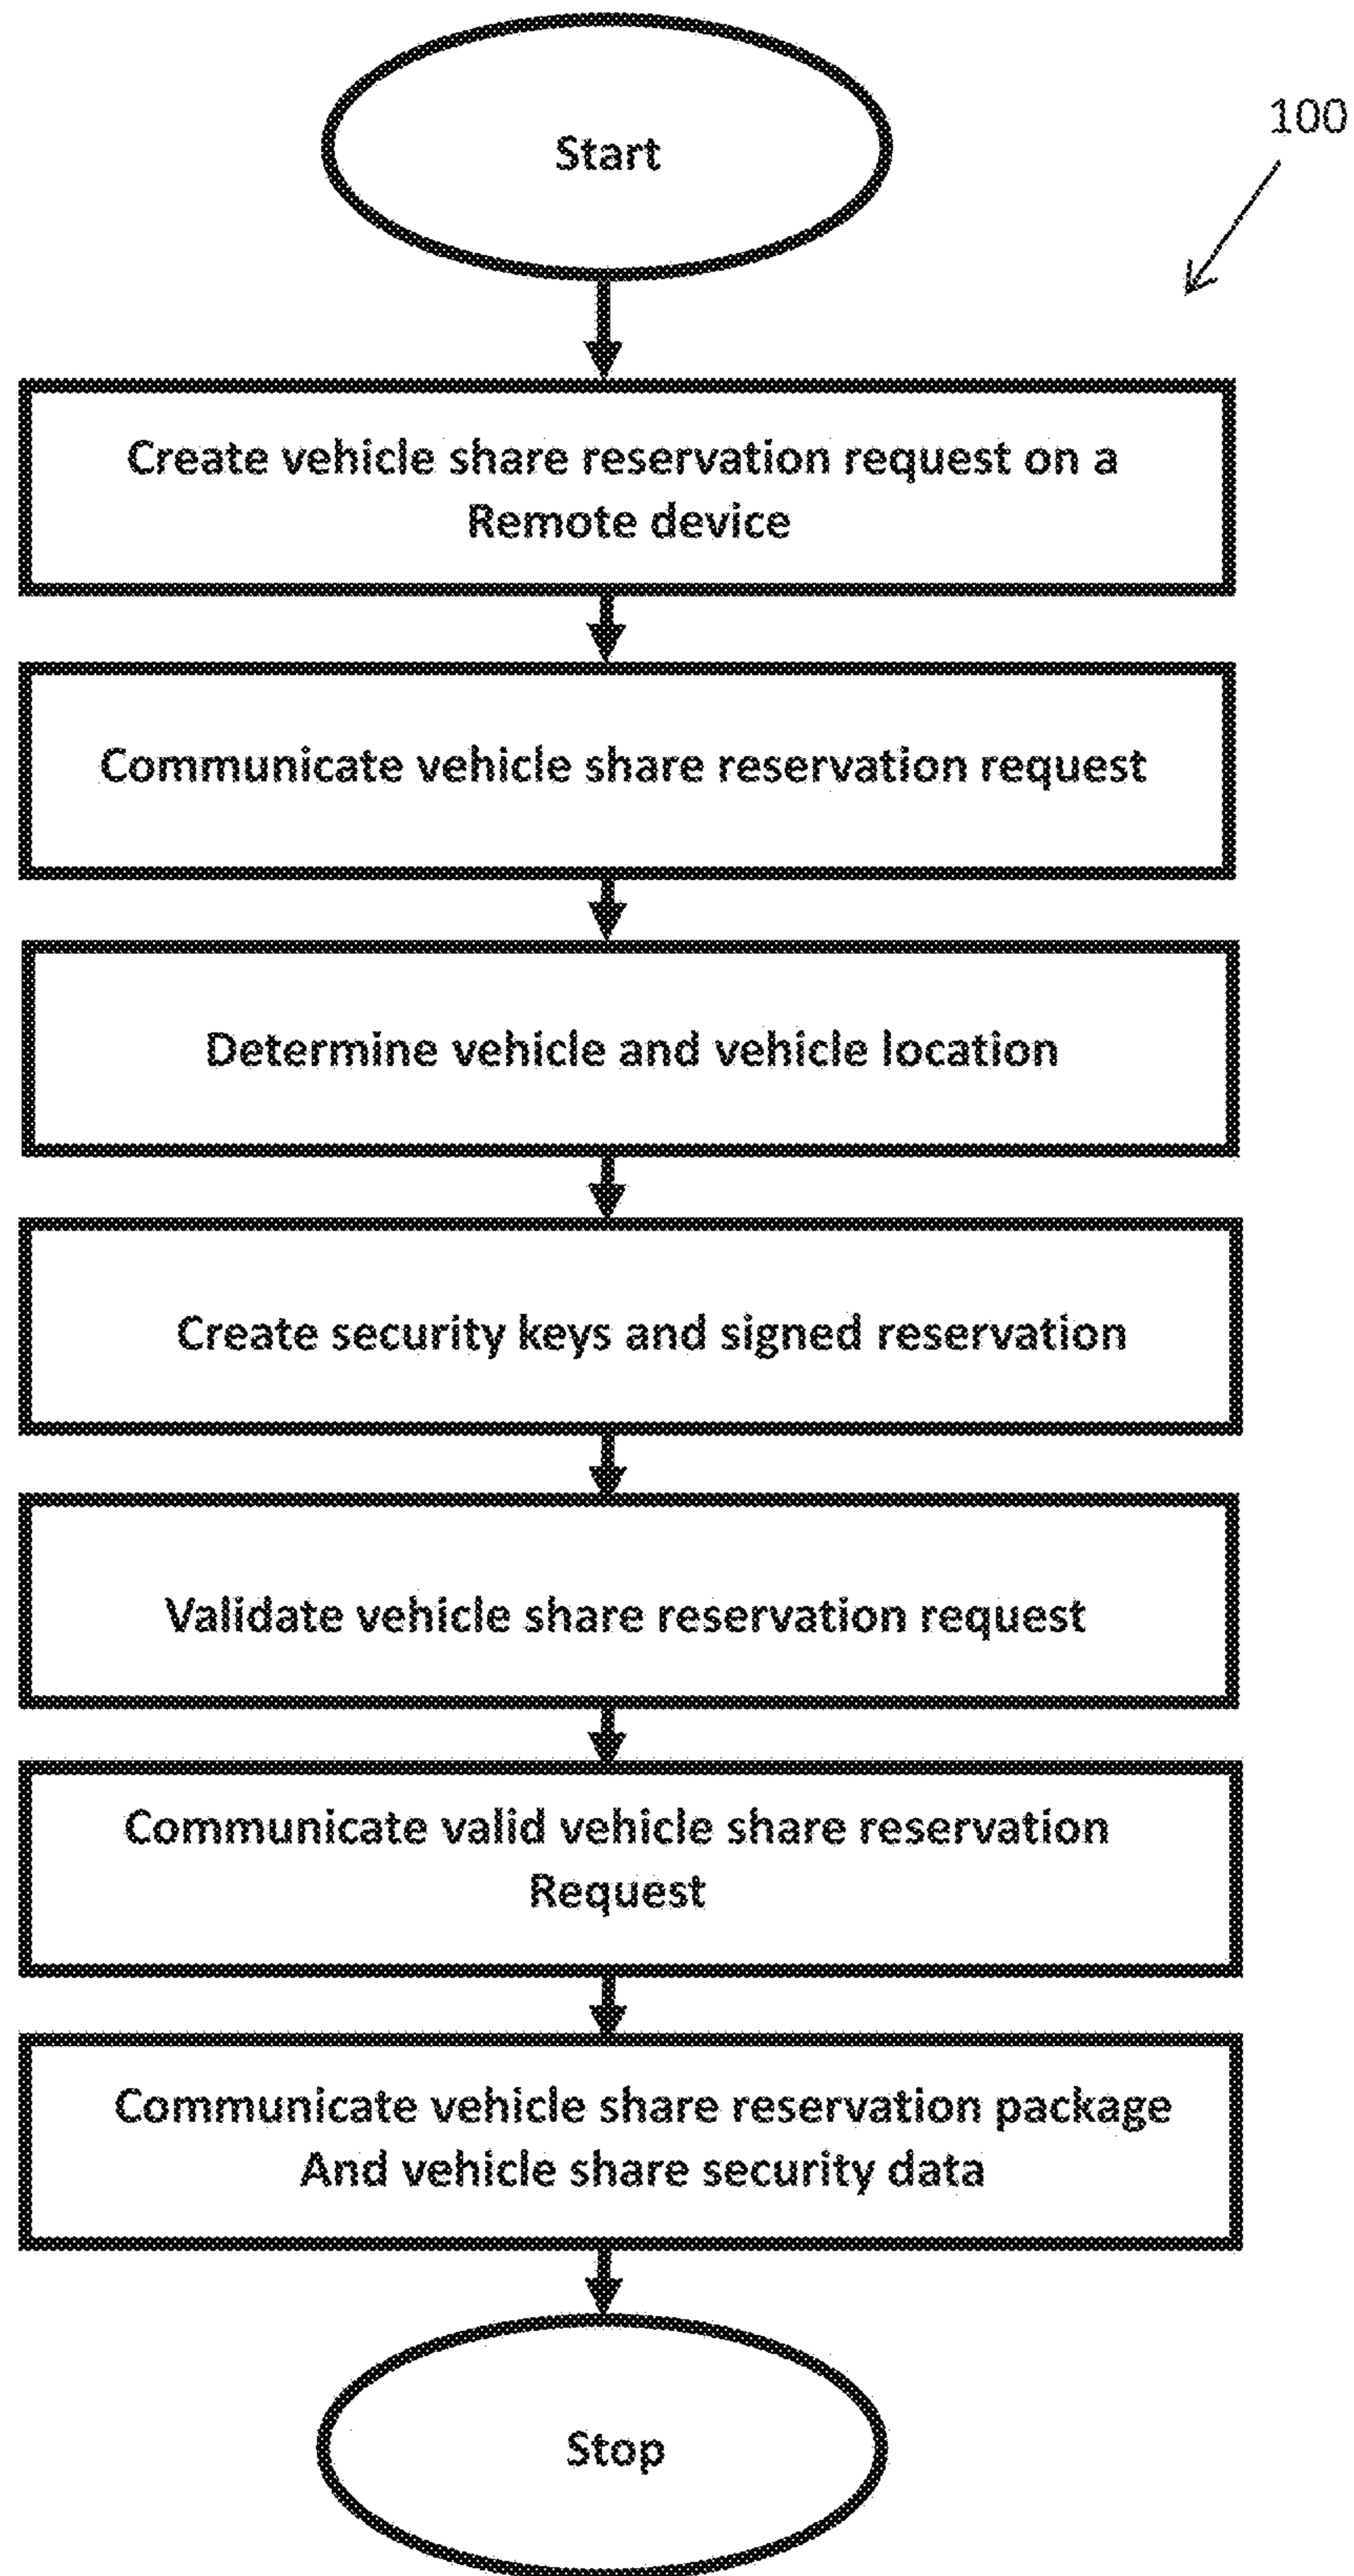 Start
100
Create vehicle share reservation request on a
Remote device
Communicate vehicle share reservation request
Determine vehicle and vehicle location
Create security keys and signed reservation
Validate vehicle share reservation request
Communicate valid vehicle share reservation
Request
Communicate vehicle share reservation package
And vehicle share security data
Stop